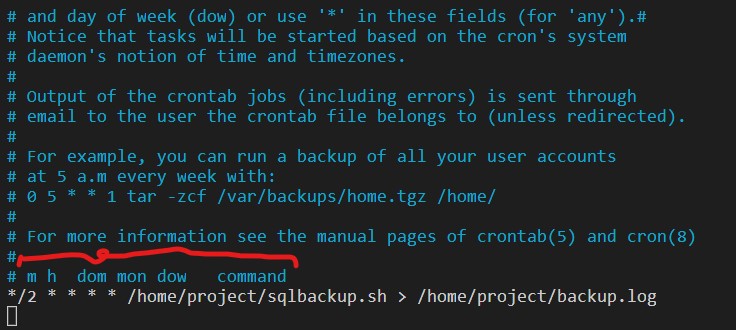 # and day of week (dow) or use '*' in these fields (for 'any').#
# Notice that tasks will be started based on the cron's system
# daemon's notion of time and timezones.
#
# Output of the crontab jobs (including errors) is sent through
# email to the user the crontab file belongs to (unless redirected).
#
# For example, you can run a backup of all your user accounts
# at 5 a.m every week with:
# 0 5 * * 1 tar -zcf /var/backups/home.tgz /home/
#
# For more information see the manual pages of crontab(5) and cron(8)
#
# m h  dom mon dow   command
*/2 * * * * /home/project/sqlbackup.sh > /home/project/backup.log